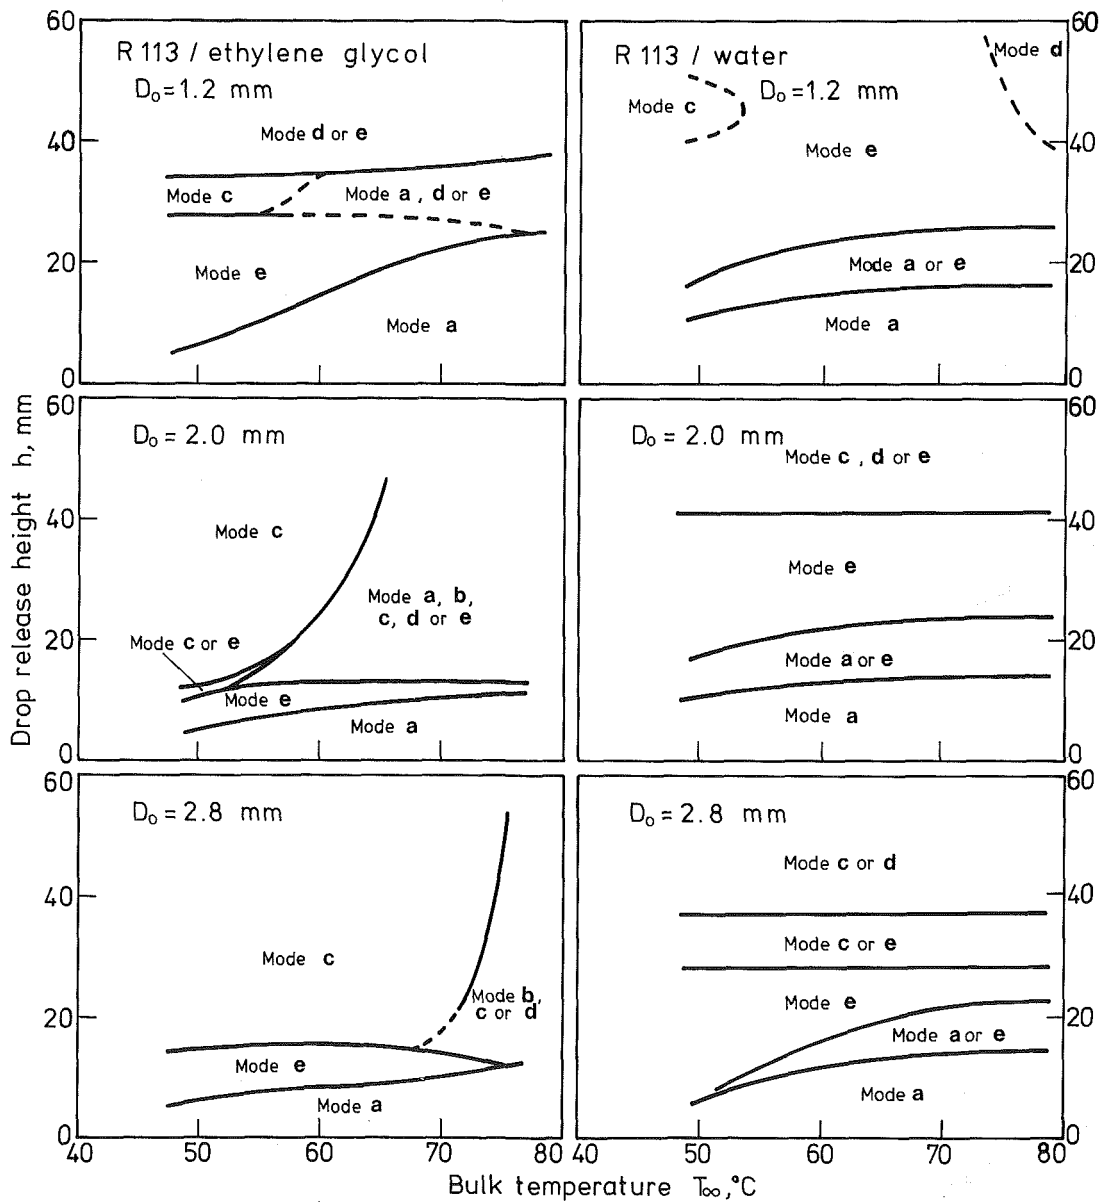 60
R 113 / ethylene glycol
D₀ = 1.2 mm
Mode d or e
40
Mode c
Mode a, d or e
20
Mode e
Mode a
0
R 113 / water
60
Mode d
Mode c
D₀ = 1.2 mm
40
Mode e
Mode a or e
20
Mode a
0
60
D₀ = 2.0 mm
40
Mode c
Mode a, b,
c, d or e
20
Mode c or e
Mode e
Mode a
0
60
D₀ = 2.0 mm
Mode c, d or e
40
Mode e
20
Mode a or e
Mode a
0
60
D₀ = 2.8 mm
40
Mode c
20
Mode b,
c or d
Mode e
Mode a
0
40 50 60 70 80
60
D₀ = 2.8 mm
Mode c or d
40
Mode c or e
Mode e
20
Mode a or e
Mode a
0
40 50 60 70 80
Drop release height h, mm
Bulk temperature T∞, °C